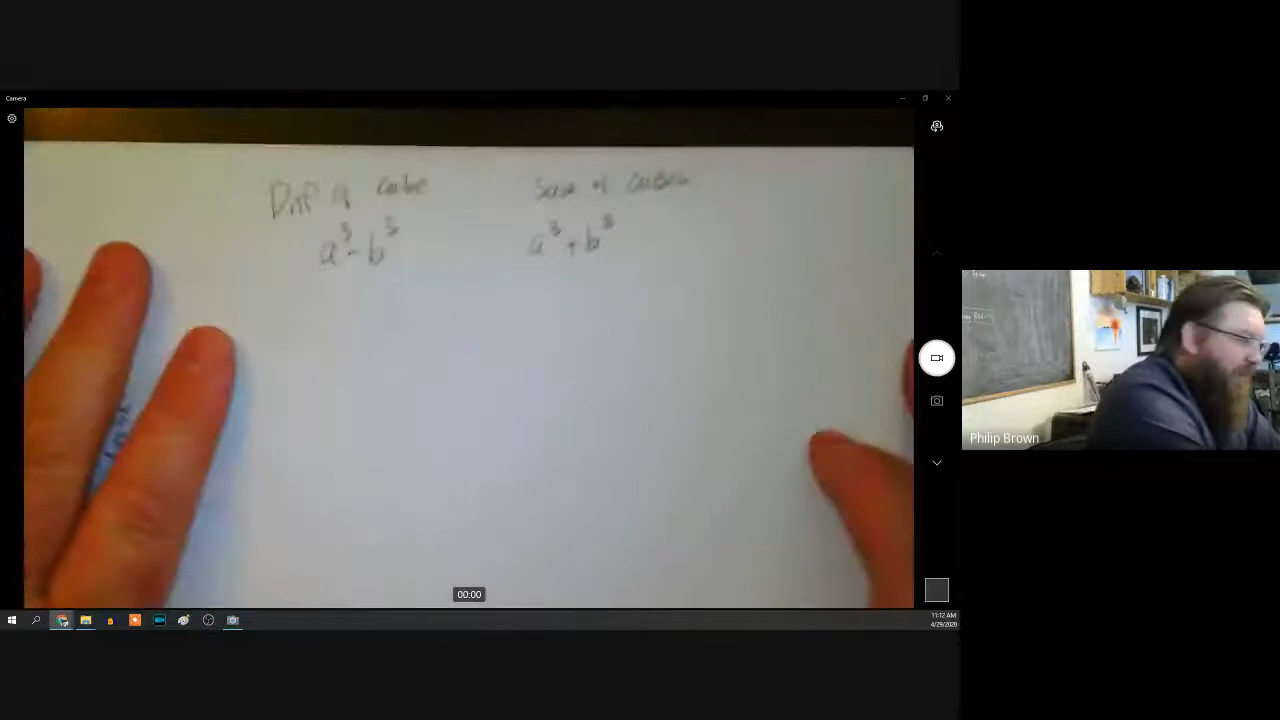 Camera
Diff of Cube
Sum of Cubes
a³ - b³
a³ + b³
Philip Brown
00:00
11:12 AM
4/29/2020